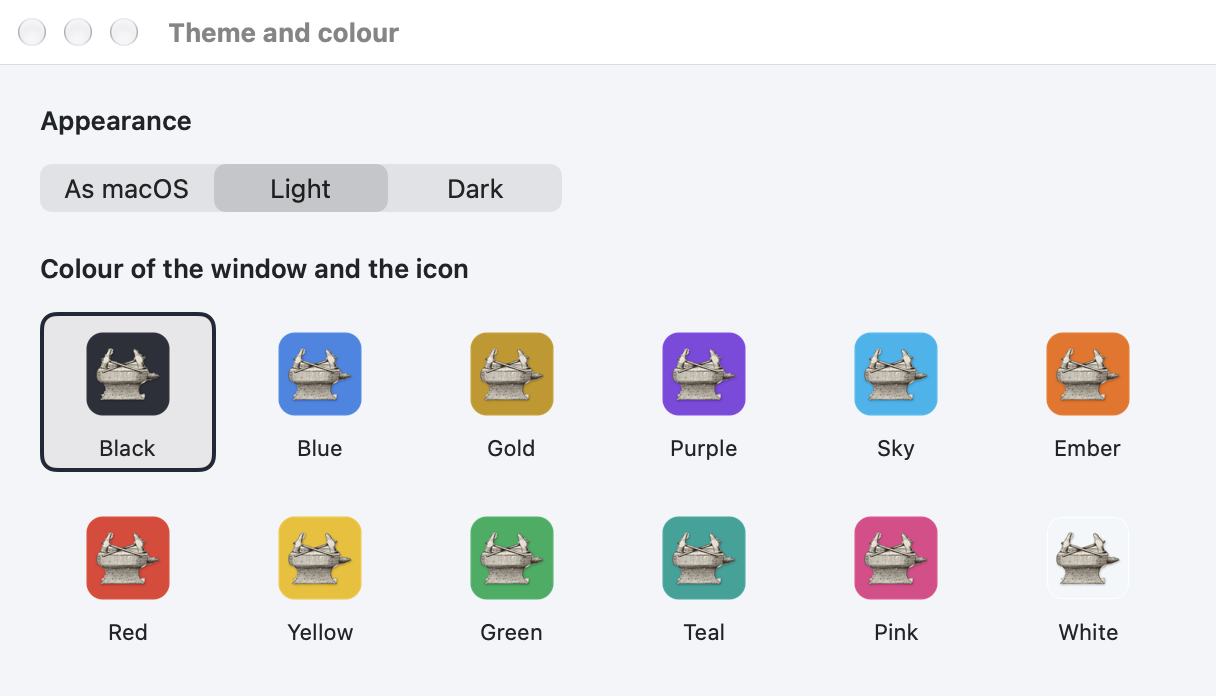 Theme and colour
Appearance
As macOS Light Dark
Colour of the window and the icon
Black Blue Gold Purple Sky Ember
Red Yellow Green Teal Pink White